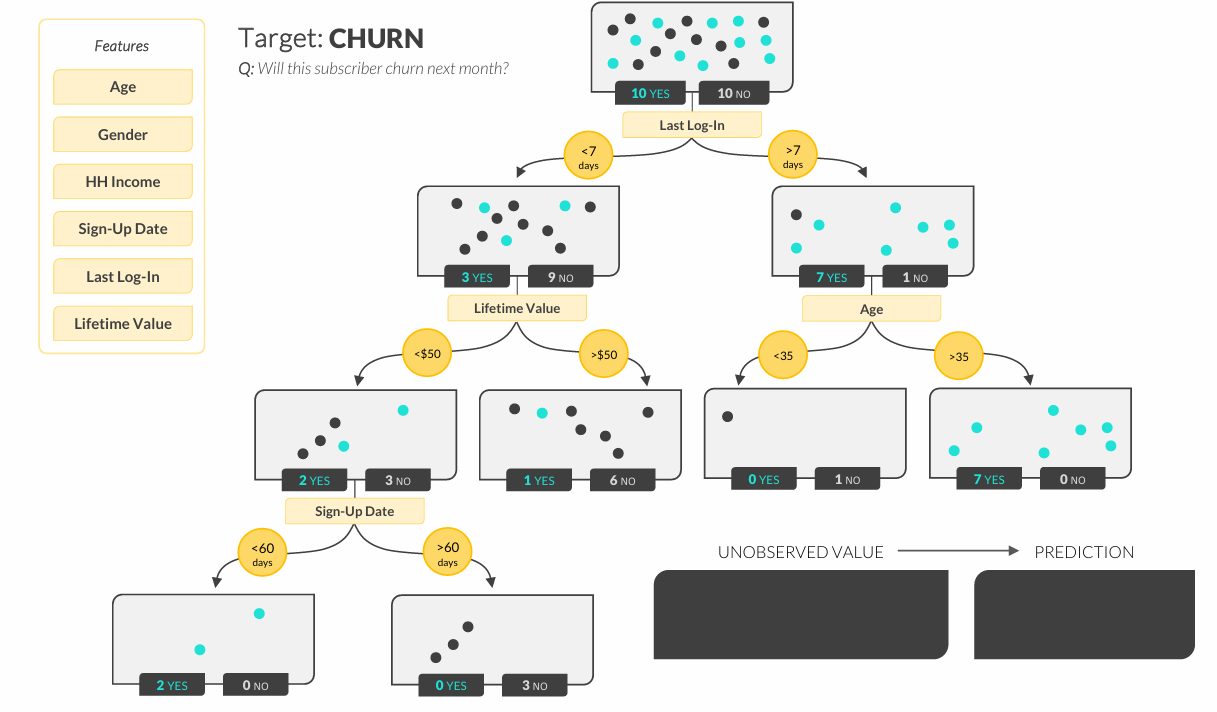 Features
Age
Gender
HH Income
Sign-Up Date
Last Log-In
Lifetime Value
Target: CHURN
Q: Will this subscriber churn next month?
10 YES
10 NO
Last Log-In
<7
days
>7
days
3 YES
9 NO
7 YES
1 NO
Lifetime Value
Age
<$50
>$50
<35
>35
2 YES
3 NO
1 YES
6 NO
0 YES
1 NO
7 YES
0 NO
Sign-Up Date
<60
days
>60
days
UNOBSERVED VALUE
PREDICTION
2 YES
0 NO
0 YES
3 NO